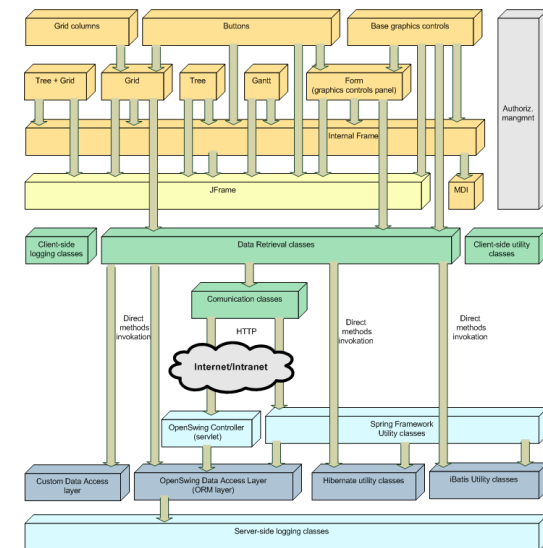 Grid columns
Buttons
Base graphics controls
Tree + Grid
Grid
Tree
Gantt
Form
(graphics controls panel)
Authoriz.
mangmnt
Internal Frame
JFrame
MDI
Client-side
logging classes
Data Retrieval classes
Client-side utility
classes
Comunication classes
Direct
methods
invokation
HTTP
Direct
methods
invokation
Direct
methods
invokation
Internet/Intranet
OpenSwing Controller
(servlet)
Spring Framework
Utility classes
Custom Data Access
layer
OpenSwing Data Access Layer
(ORM layer)
Hibernate utility classes
iBatis Utility classes
Server-side logging classes